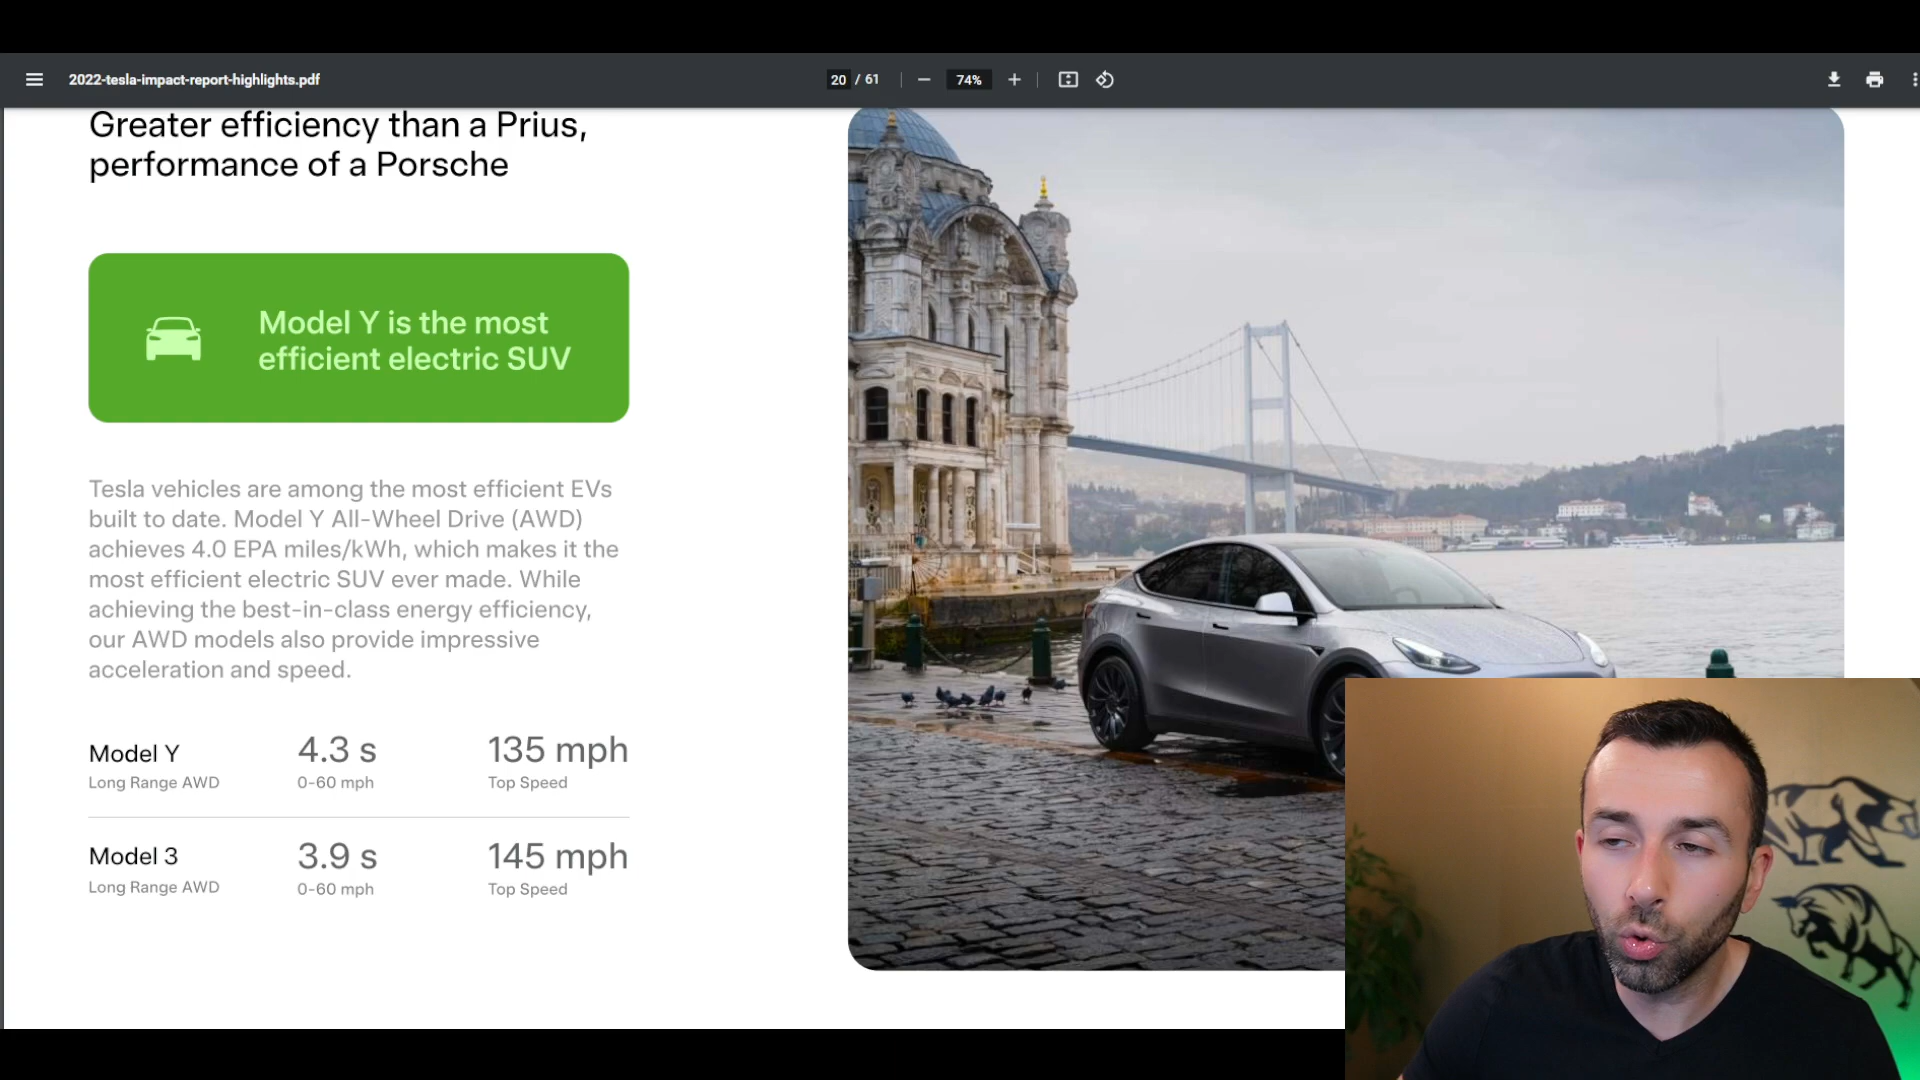 2022-tesla-impact-report-highlights.pdf
20 / 61
74%
Greater efficiency than a Prius,
performance of a Porsche
Model Y is the most
efficient electric SUV
Tesla vehicles are among the most efficient EVs
built to date. Model Y All-Wheel Drive (AWD)
achieves 4.0 EPA miles/kWh, which makes it the
most efficient electric SUV ever made. While
achieving the best-in-class energy efficiency,
our AWD models also provide impressive
acceleration and speed.
Model Y 4.3 s 135 mph
Long Range AWD 0-60 mph Top Speed
Model 3 3.9 s 145 mph
Long Range AWD 0-60 mph Top Speed